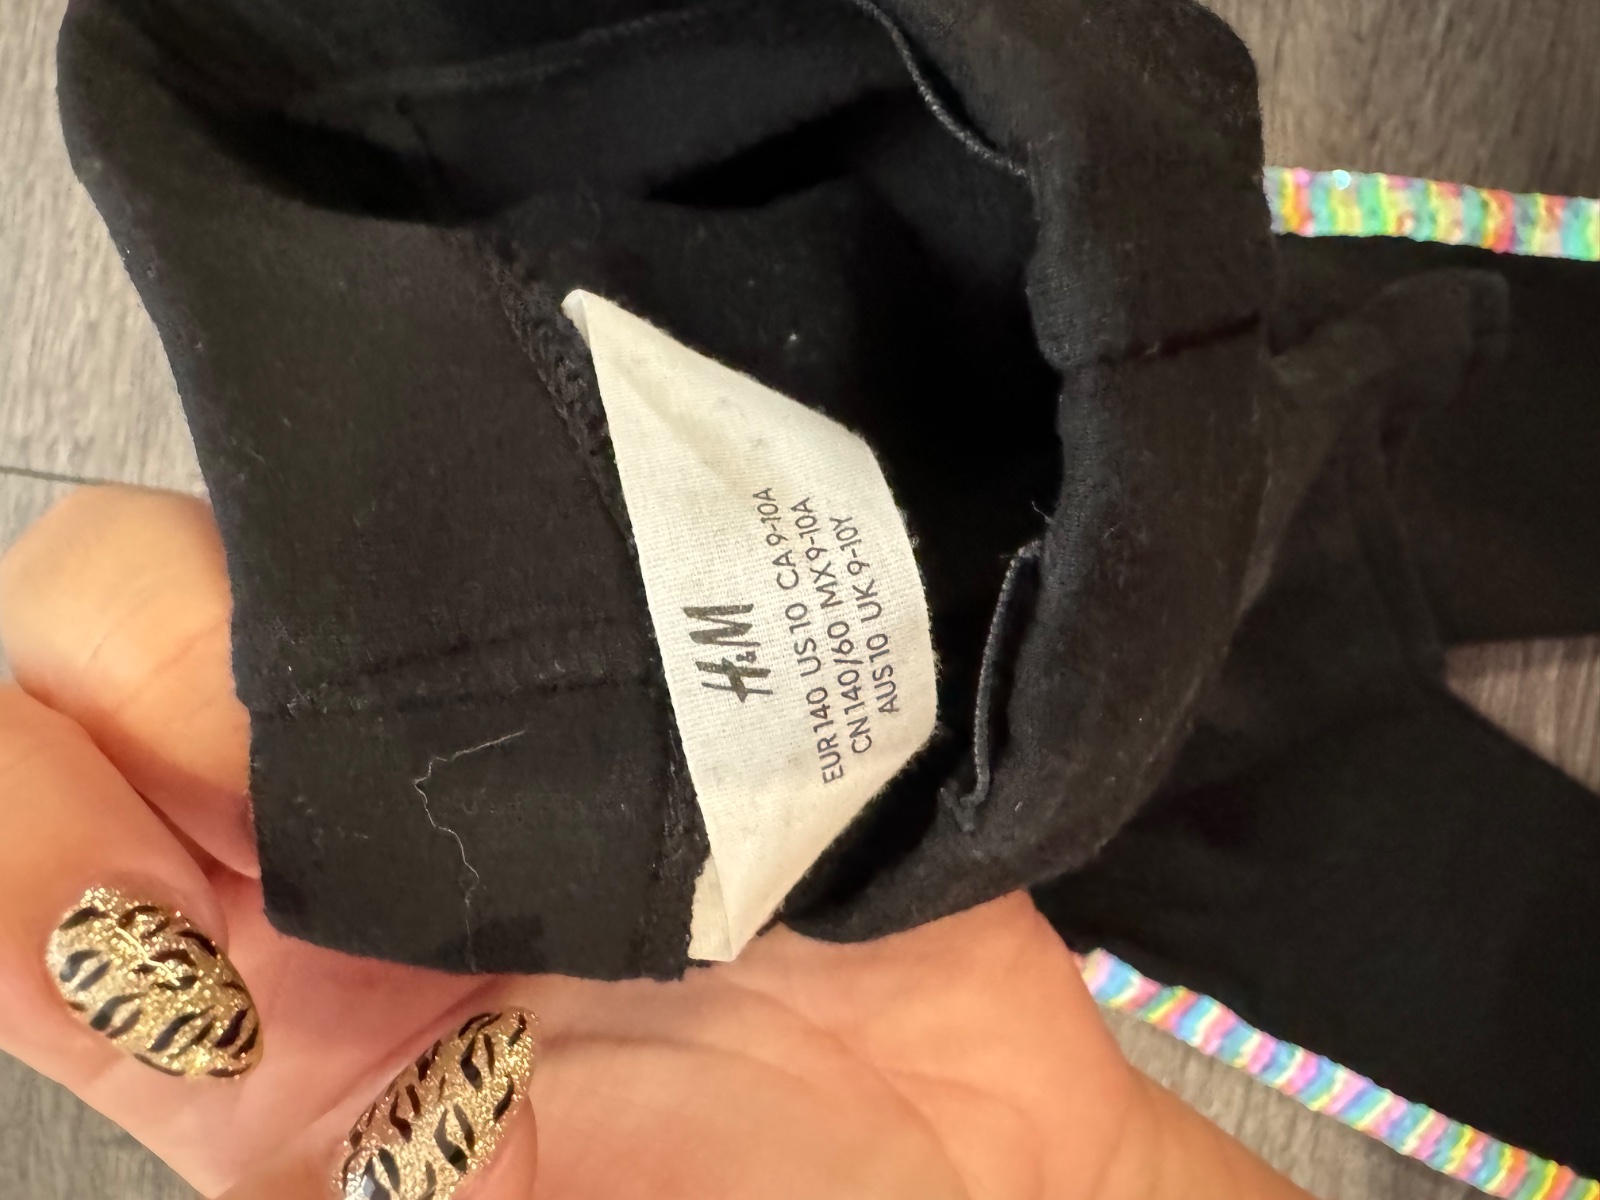 H&M
EUR 140 US 10 CA 9-10A
CN 140/60 MX 9-10A
AUS 10 UK 9-10Y